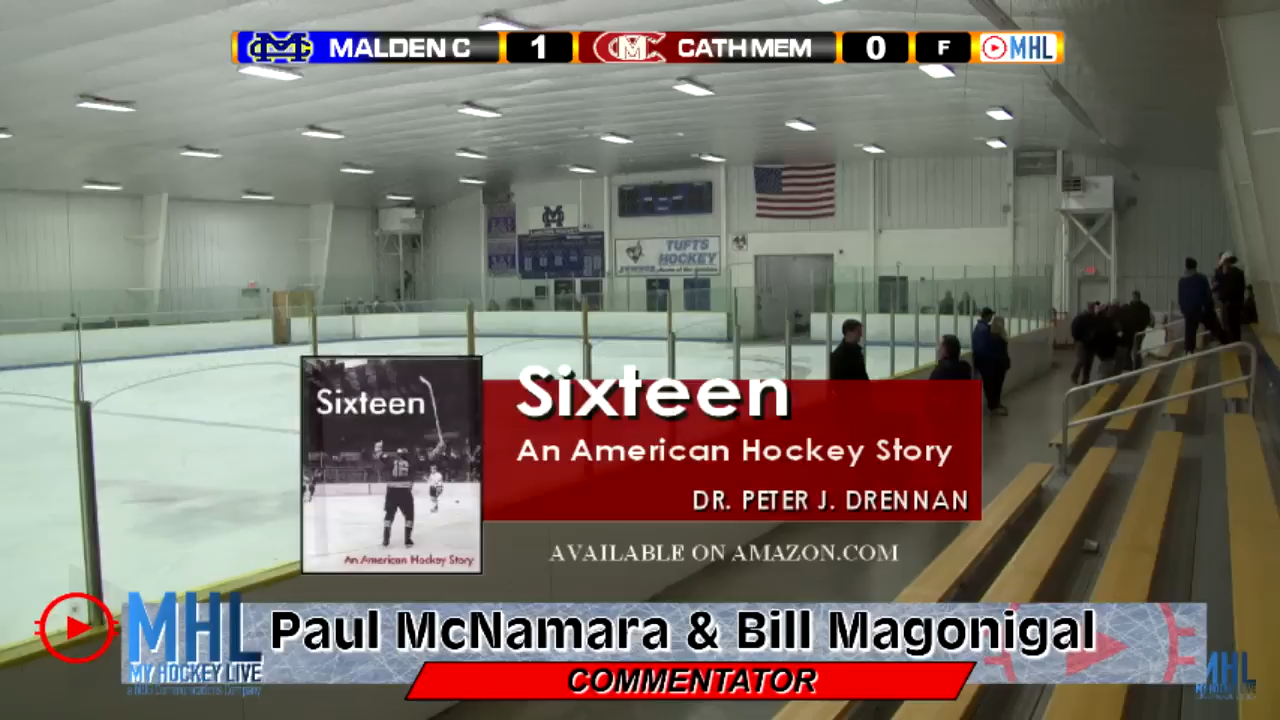 MALDEN C 1 CATH MEM 0 F MHL
TUFTS
HOCKEY
Sixteen
An American Hockey Story
Sixteen
An American Hockey Story
DR. PETER J. DRENNAN
AVAILABLE ON AMAZON.COM
MHL
MY HOCKEY LIVE
Paul McNamara & Bill Magonigal
COMMENTATOR
MHL